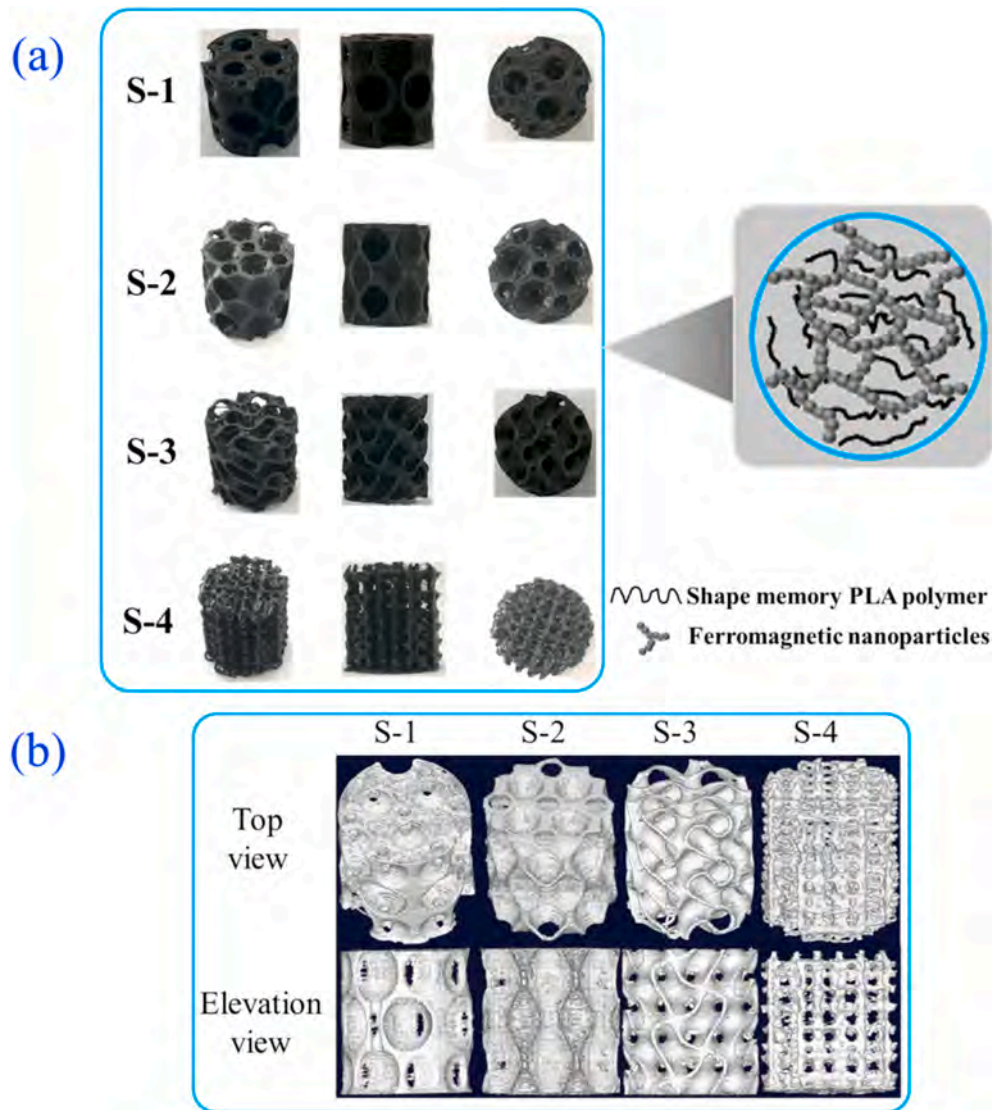 (a)
S-1
S-2
S-3
S-4
Shape memory PLA polymer
Ferromagnetic nanoparticles
(b)
S-1 S-2 S-3 S-4
Top
view
Elevation
view